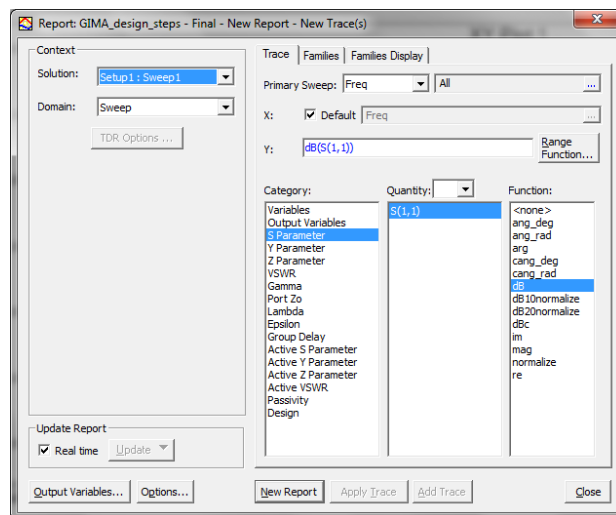 Report: GIMA_design_steps - Final - New Report - New Trace(s)
Context
Solution: Setup1 : Sweep1
Domain: Sweep
TDR Options ...
Update Report
Real time Update
Output Variables... Options...
Trace Families Families Display
Primary Sweep: Freq All ...
X: Default Freq ...
Y: dB(S(1,1)) Range
Function...
Category: Quantity: Function:
Variables
Output Variables
S Parameter
Y Parameter
Z Parameter
VSWR
Gamma
Port Zo
Lambda
Epsilon
Group Delay
Active S Parameter
Active Y Parameter
Active Z Parameter
Active VSWR
Passivity
Design
S(1,1)
<none>
ang_deg
ang_rad
arg
cang_deg
cang_rad
dB
dB10normalize
dB20normalize
dBc
im
mag
normalize
re
New Report Apply Trace Add Trace Close